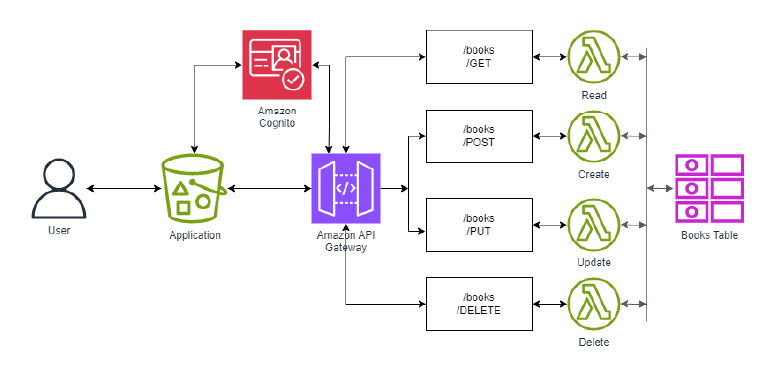 Amazon
Cognito
/books
/GET
Read
/books
/POST
Create
User
Application
Amazon API
Gateway
/books
/PUT
Update
Books Table
/books
/DELETE
Delete